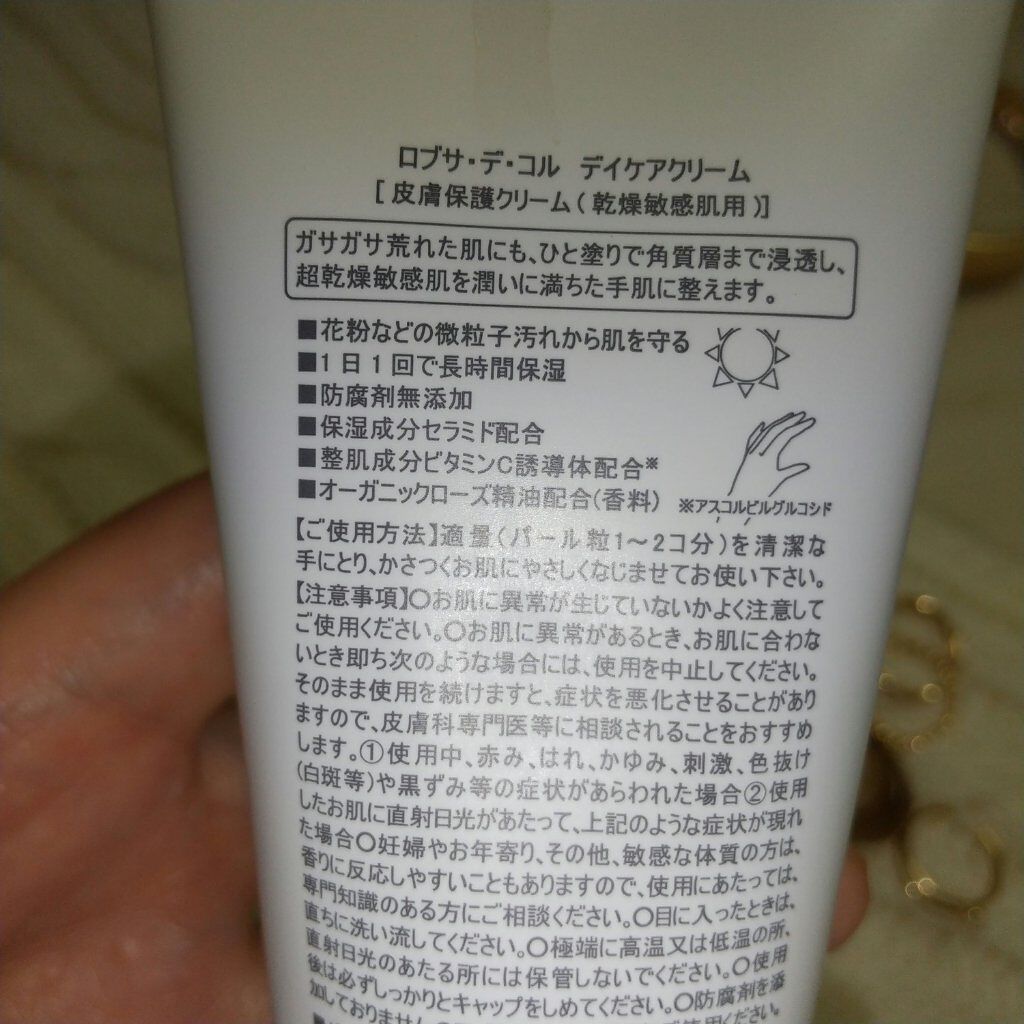 ロブサ・デ・コル デイケアクリーム
[皮膚保護クリーム(乾燥敏感肌用)]
ガサガサ荒れた肌にも、ひと塗りで角質層まで浸透し、
超乾燥敏感肌を潤いに満ちた手肌に整えます。
■花粉などの微粒子汚れから肌を守る
■1日1回で長時間保湿
■防腐剤無添加
■保湿成分セラミド配合
■整肌成分ビタミンC誘導体配合※
■オーガニックローズ精油配合(香料) ※アスコルビルグルコシド
【ご使用方法】適量(パール粒1〜2コ分)を清潔な
手にとり、かさつくお肌にやさしくなじませてお使い下さい。
【注意事項】〇お肌に異常が生じていないかよく注意して
ご使用ください。〇お肌に異常があるとき、お肌に合わな
いとき即ち次のような場合には、使用を中止してください。
そのまま使用を続けますと、症状を悪化させることがあり
ますので、皮膚科専門医等に相談されることをおすすめ
します。①使用中、赤み、はれ、かゆみ、刺激、色抜け
(白斑等)や黒ずみ等の症状があらわれた場合②使用
したお肌に直射日光があたって、上記のような症状が現れ
た場合〇妊婦やお年寄り、その他、敏感な体質の方は、
香りに反応しやすいこともありますので、使用にあたっては、
専門知識のある方にご相談ください。〇目に入ったときは、
直ちに洗い流してください。〇極端に高温又は低温の所、
直射日光のあたる所には保管しないでください。〇使用
後は必ずしっかりとキャップをしめてください。〇防腐剤を添
加しておりません